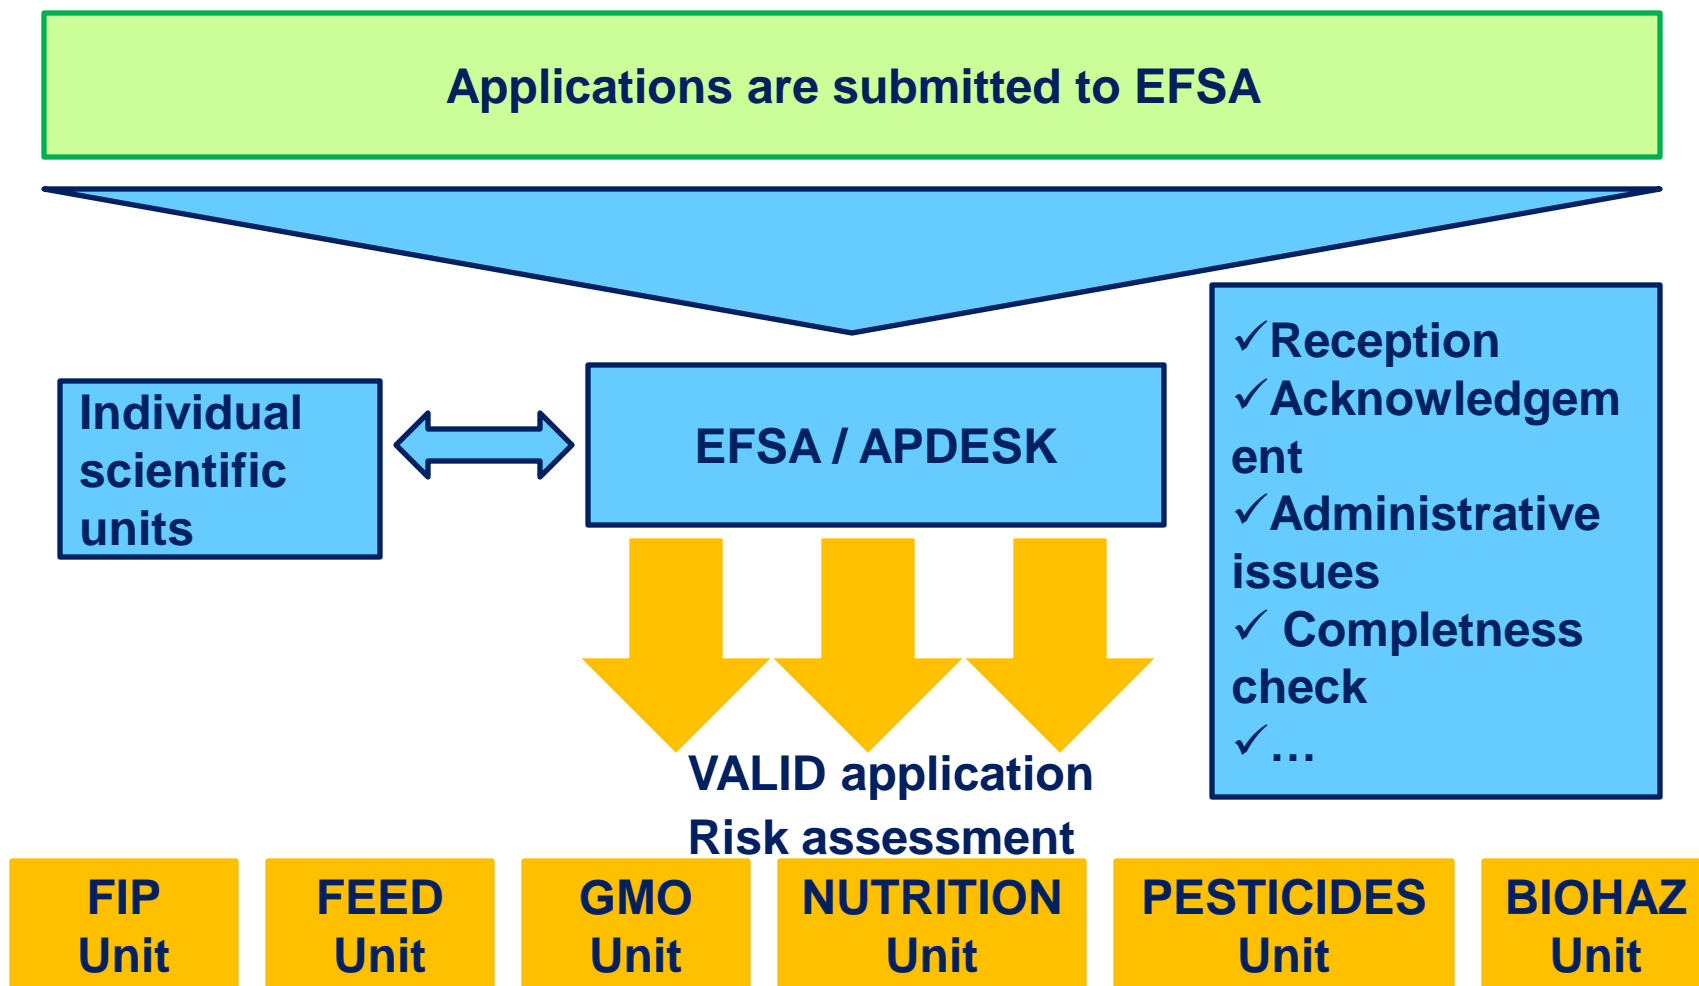 Applications are submitted to EFSA
Individual
scientific
units
EFSA / APDESK
✓Reception
✓Acknowledgem
ent
✓Administrative
issues
✓ Completness
check
✓…
VALID application
Risk assessment
FIP
Unit
FEED
Unit
GMO
Unit
NUTRITION
Unit
PESTICIDES
Unit
BIOHAZ
Unit